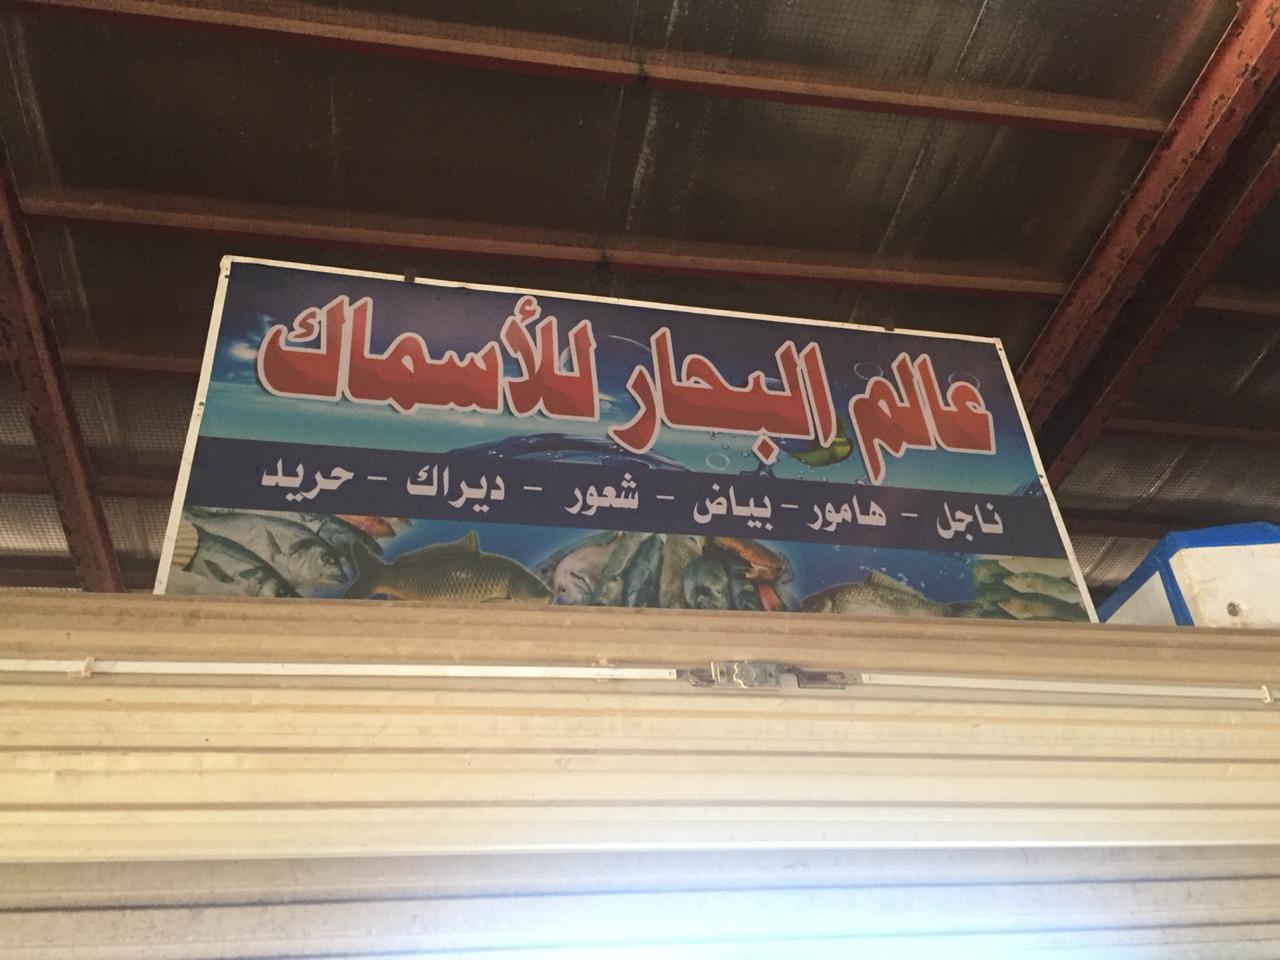 عالم البحار للأسماك
ناجل - هامور - بياض - شعور - ديراك - حريد